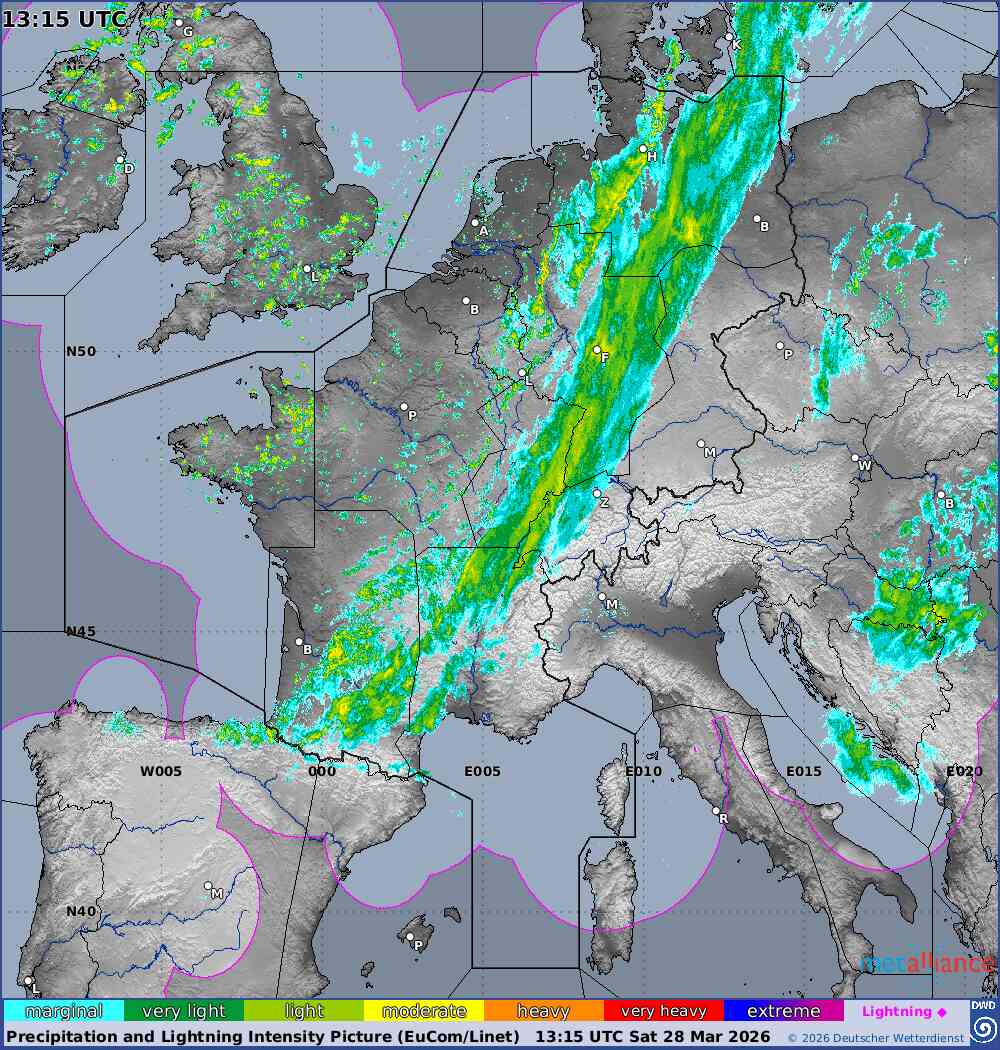 13:15 UTC
G
K
D
H
A
B
L
B
N50
F
P
L
P
M
W
Z
B
M
N45
B
W005
000
E005
E010
E015
E020
R
M
N40
P
L
metalliance
marginal
very light
light
moderate
heavy
very heavy
extreme
Lightning ◆
DWD
Precipitation and Lightning Intensity Picture (EuCom/Linet) 13:15 UTC Sat 28 Mar 2026 © 2026 Deutscher Wetterdienst